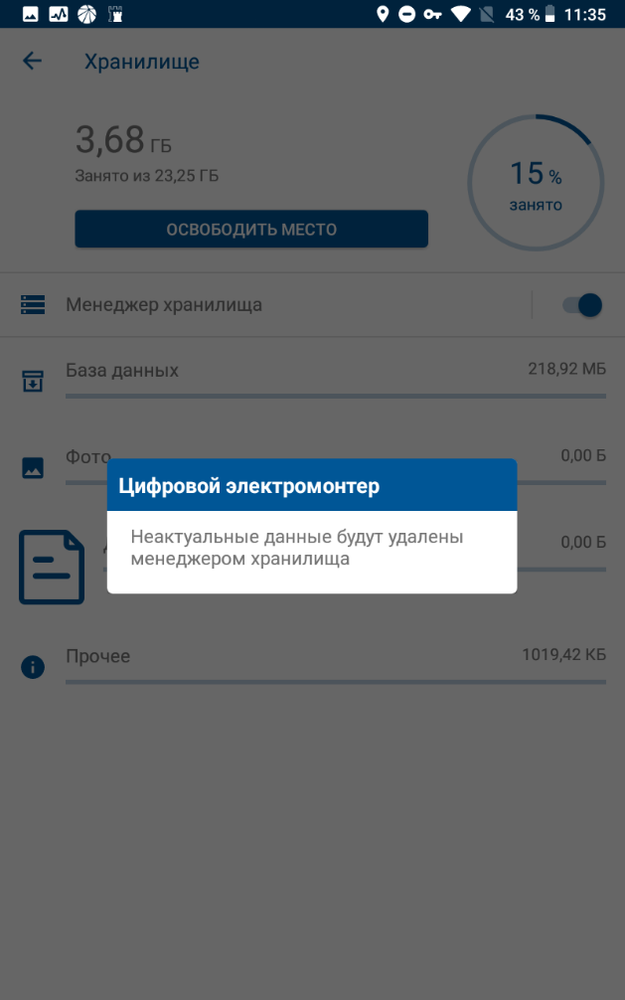 43 % 11:35
Хранилище
3,68 ГБ
Занято из 23,25 ГБ
15 %
занято
ОСВОБОДИТЬ МЕСТО
Менеджер хранилища
База данных 218,92 МБ
Фото 0,00 Б
Цифровой электромонтер
Неактуальные данные будут удалены
менеджером хранилища
0,00 Б
Прочее 1019,42 КБ